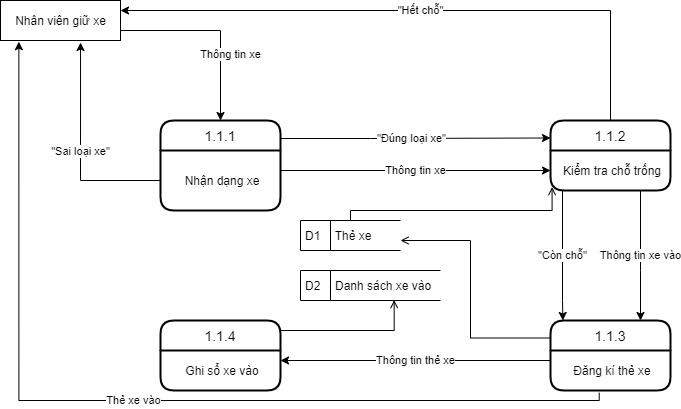 Nhân viên giữ xe
"Hết chỗ"
Thông tin xe
1.1.1
Nhận dạng xe
"Sai loại xe"
"Đúng loại xe"
Thông tin xe
1.1.2
Kiểm tra chỗ trống
D1 Thẻ xe
"Còn chỗ"
Thông tin xe vào
D2 Danh sách xe vào
1.1.4
Ghi sổ xe vào
Thông tin thẻ xe
1.1.3
Đăng kí thẻ xe
Thẻ xe vào